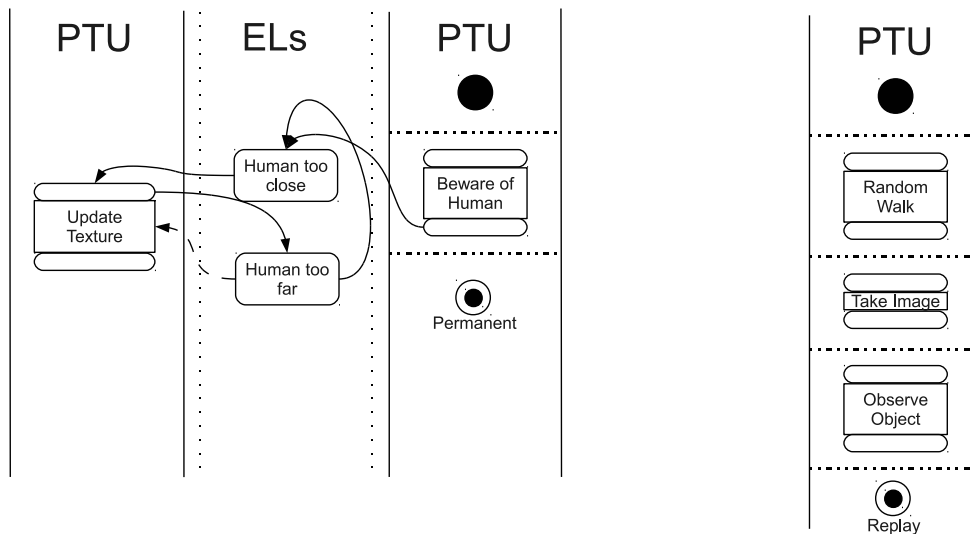 PTU
ELs
PTU
PTU
Human too
close
Beware of
Human
Random
Walk
Update
Texture
Human too
far
Take Image
Permanent
Observe
Object
Replay